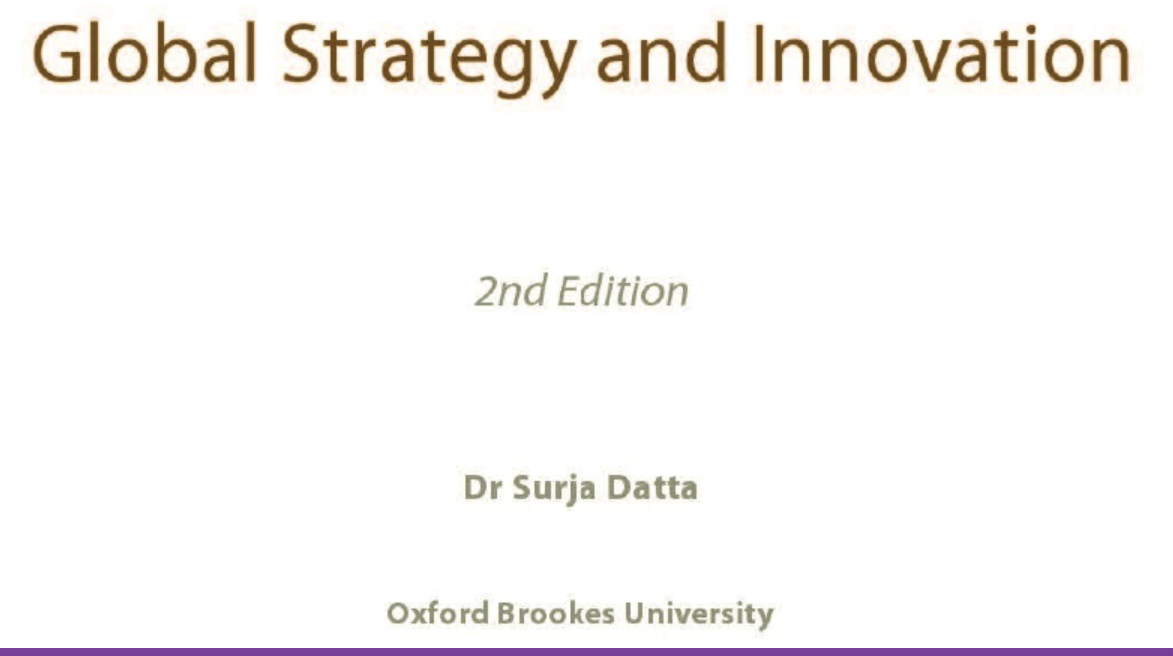 Global Strategy and Innovation
2nd Edition
Dr Surja Datta
Oxford Brookes University